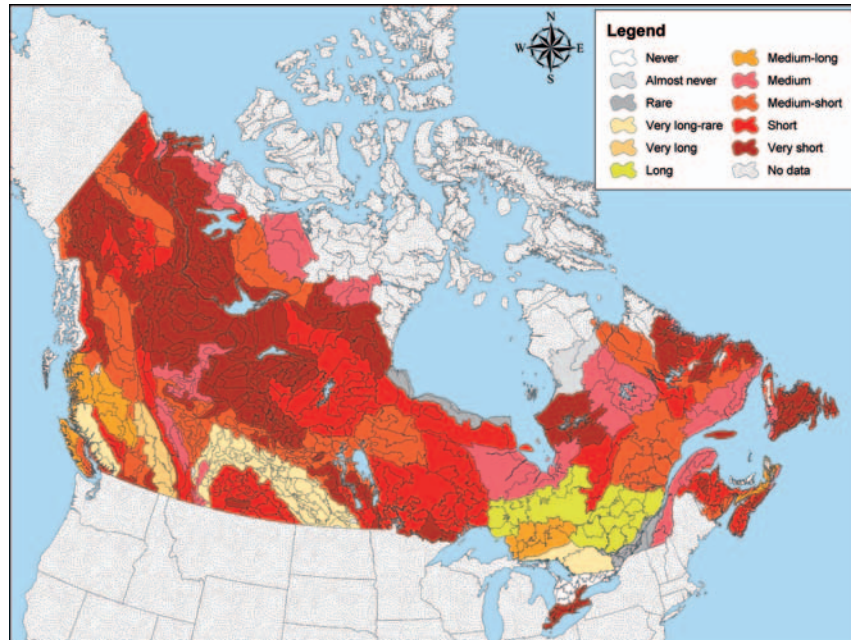 N
W E
S
Legend
Never
Almost never
Rare
Very long-rare
Very long
Long
Medium-long
Medium
Medium-short
Short
Very short
No data